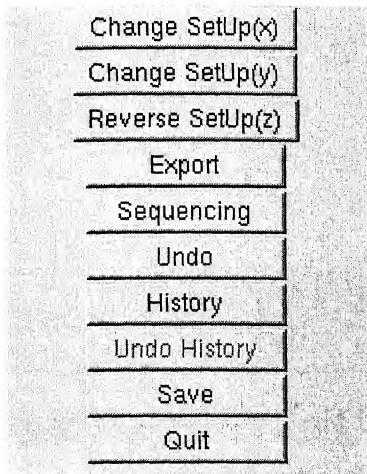 Change SetUp(x)
Change SetUp(y)
Reverse SetUp(z)
Export
Sequencing
Undo
History
Undo History
Save
Quit